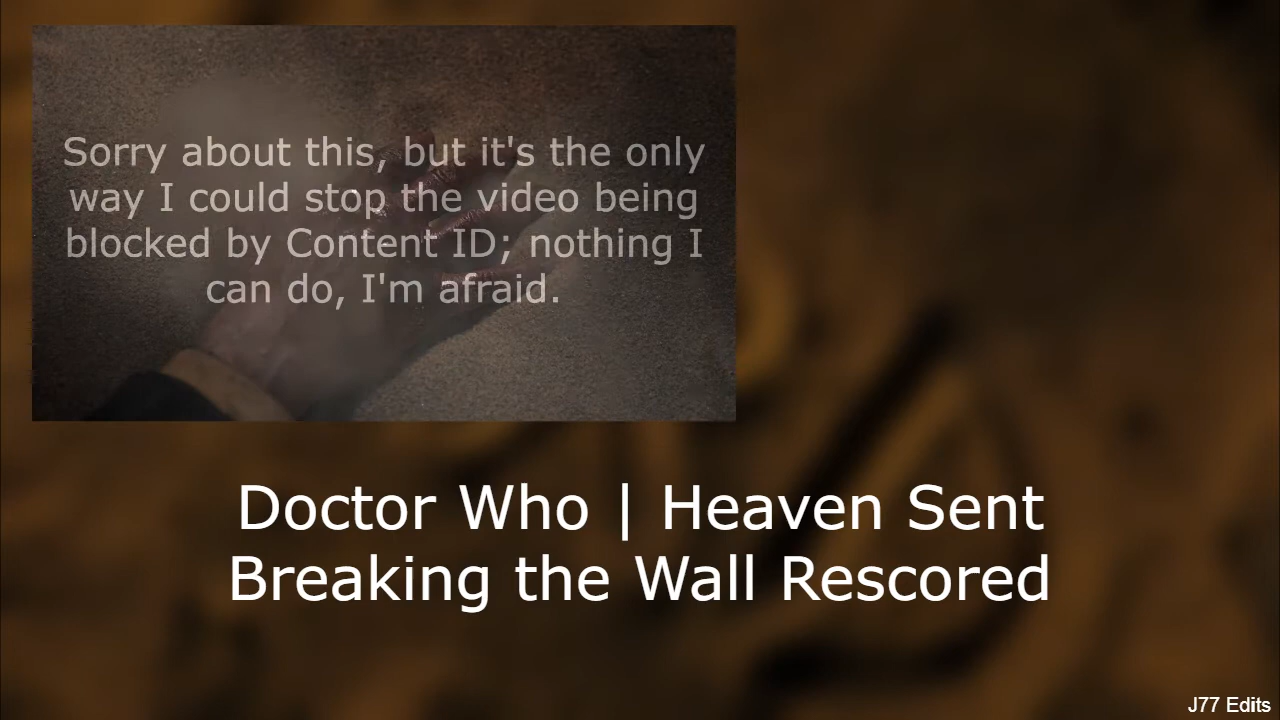 Sorry about this, but it's the only
way I could stop the video being
blocked by Content ID; nothing I
can do, I'm afraid.
Doctor Who | Heaven Sent
Breaking the Wall Rescored
J77 Edits